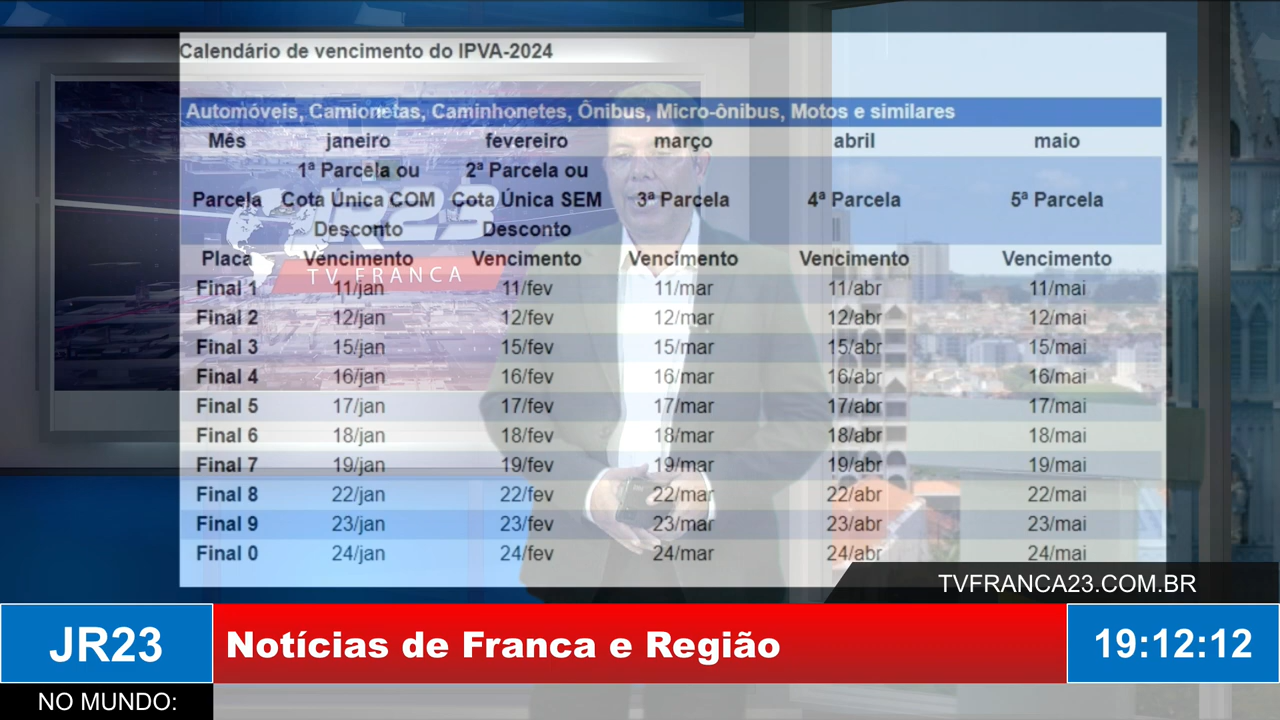 Calendário de vencimento do IPVA-2024
Automóveis, Camionetas, Caminhonetes, Ônibus, Micro-ônibus, Motos e similares
Mês janeiro fevereiro março abril maio
1ª Parcela ou 2ª Parcela ou
Parcela Cota Única COM Cota Única SEM 3ª Parcela 4ª Parcela 5ª Parcela
Desconto Desconto
Placa Vencimento Vencimento Vencimento Vencimento Vencimento
Final 1 11/jan 11/fev 11/mar 11/abr 11/mai
Final 2 12/jan 12/fev 12/mar 12/abr 12/mai
Final 3 15/jan 15/fev 15/mar 15/abr 15/mai
Final 4 16/jan 16/fev 16/mar 16/abr 16/mai
Final 5 17/jan 17/fev 17/mar 17/abr 17/mai
Final 6 18/jan 18/fev 18/mar 18/abr 18/mai
Final 7 19/jan 19/fev 19/mar 19/abr 19/mai
Final 8 22/jan 22/fev 22/mar 22/abr 22/mai
Final 9 23/jan 23/fev 23/mar 23/abr 23/mai
Final 0 24/jan 24/fev 24/mar 24/abr 24/mai
JR23
TV FRANCA
TVFRANCA23.COM.BR
JR23 Notícias de Franca e Região 19:12:12
NO MUNDO: